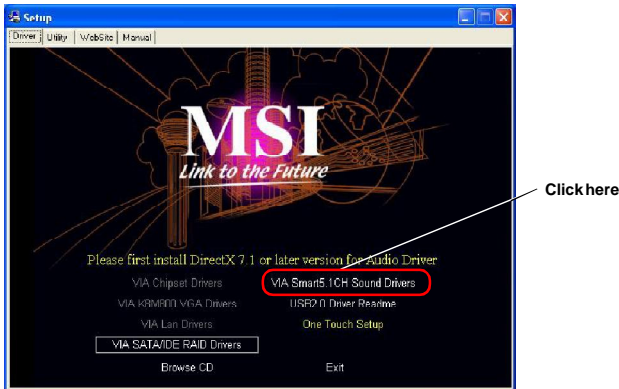 Setup
Driver Utility WebSite Manual
MSI
Link to the Future
Click here
Please first install DirectX 7.1 or later version for Audio Driver
VIA Chipset Drivers
VIA Smart5.1CH Sound Drivers
VIA K8M800 VGA Drivers
USB2.0 Driver Readme
VIA Lan Drivers
One Touch Setup
VIA SATA/IDE RAID Drivers
Browse CD
Exit